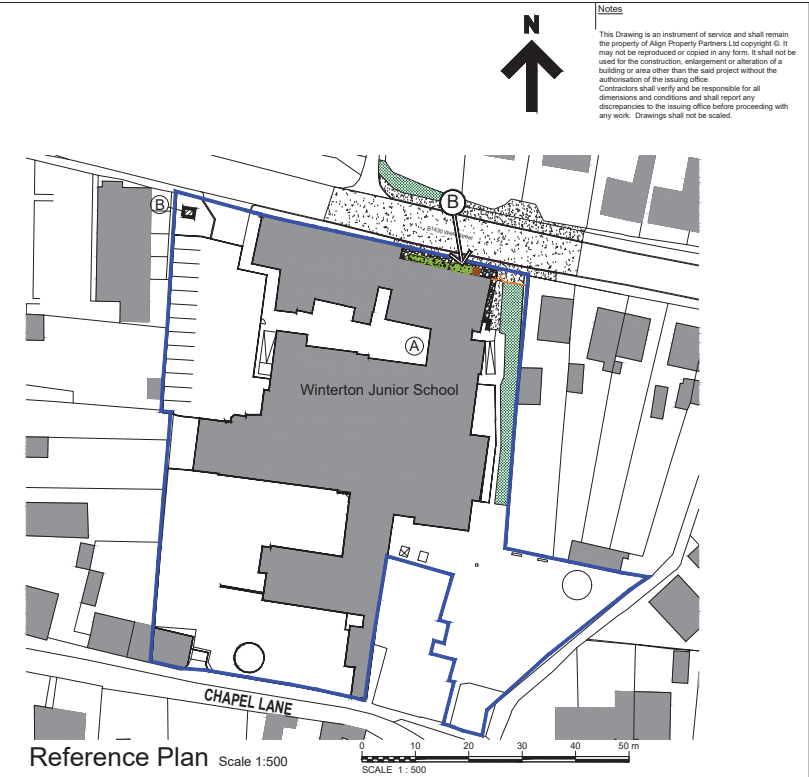 Notes
This Drawing is an instrument of service and shall remain
the property of Align Property Partners Ltd copyright ©. It
may not be reproduced or copied in any form. It shall not be
used for the construction, enlargement or alteration of a
building or area other than the said project without the
authorisation of the issuing office.
Contractors shall verify and be responsible for all
dimensions and conditions and shall report any
discrepancies to the issuing office before proceeding with
any work. Drawings shall not be scaled.
N
B
B
A
Winterton Junior School
CHAPEL LANE
Reference Plan Scale 1:500
0 10 20 30 40 50 m
SCALE 1 : 500